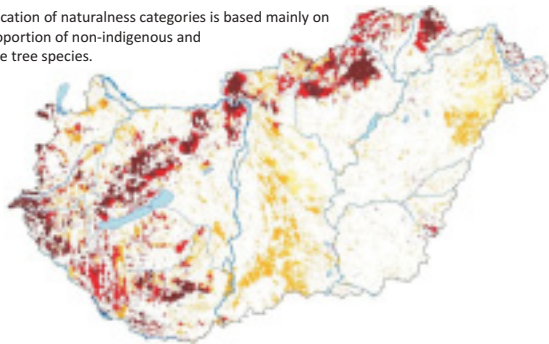 cation of naturalness categories is based mainly on
oportion of non-indigenous and
e tree species.